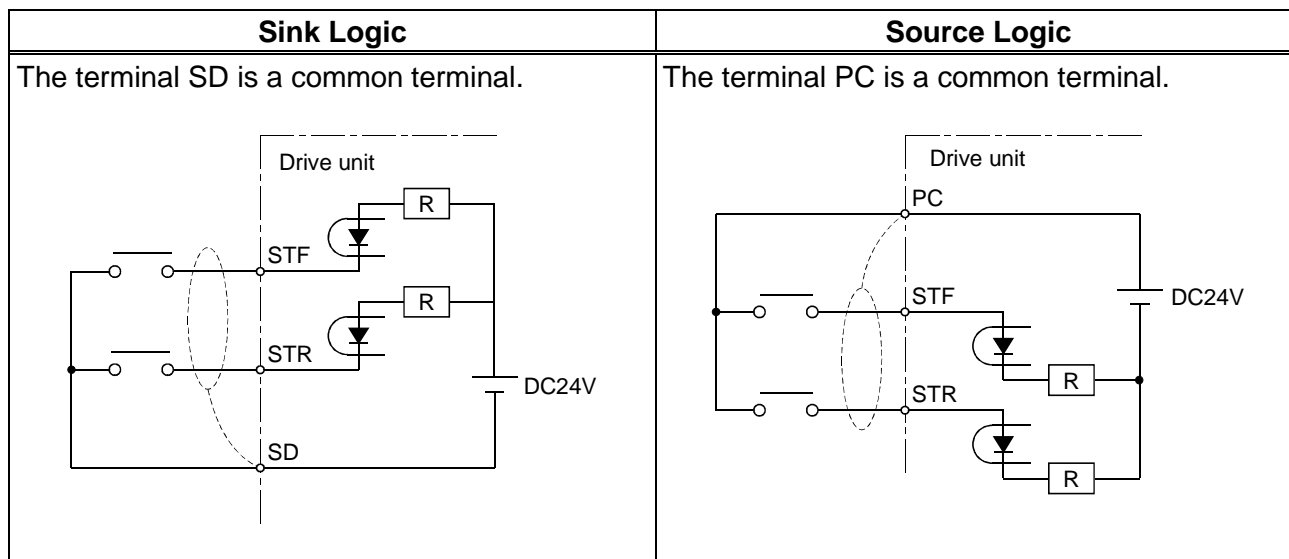 Sink Logic
The terminal SD is a common terminal.
Drive unit
R
STF
R
STR
DC24V
SD
Source Logic
The terminal PC is a common terminal.
Drive unit
PC
STF
DC24V
R
STR
R